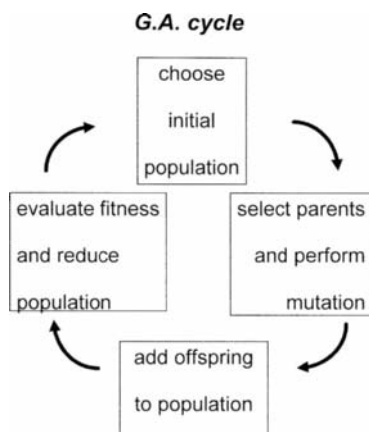 G.A. cycle
choose
initial
population
select parents
and perform
mutation
add offspring
to population
evaluate fitness
and reduce
population